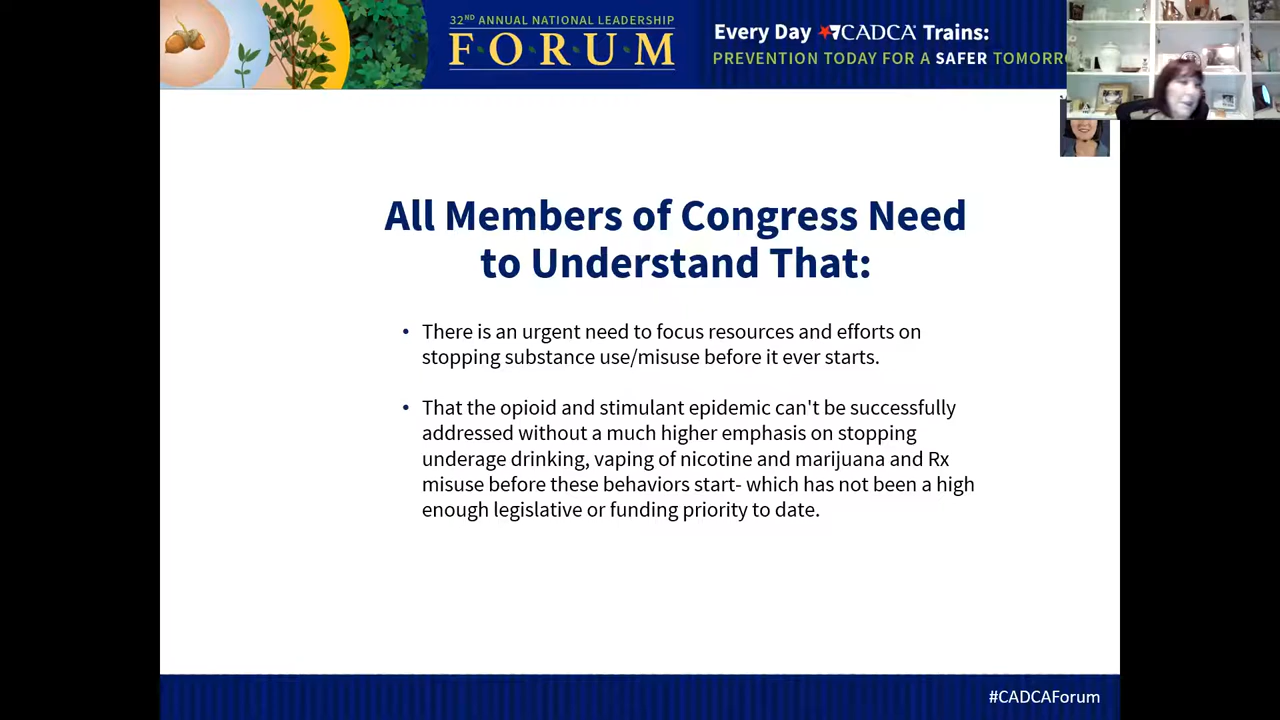 32ND ANNUAL NATIONAL LEADERSHIP
FORUM
Every Day CADCA Trains:
PREVENTION TODAY FOR A SAFER TOMORR
All Members of Congress Need
to Understand That:
• There is an urgent need to focus resources and efforts on
stopping substance use/misuse before it ever starts.
• That the opioid and stimulant epidemic can't be successfully
addressed without a much higher emphasis on stopping
underage drinking, vaping of nicotine and marijuana and Rx
misuse before these behaviors start- which has not been a high
enough legislative or funding priority to date.
#CADCAForum